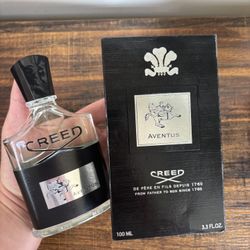 CREED
AVENTUS
AVENTUS
CREED
DE PÈRE EN FILS DEPUIS 1760
FROM FATHER TO SON SINCE 1760
100 ML
3.3 FL.OZ.